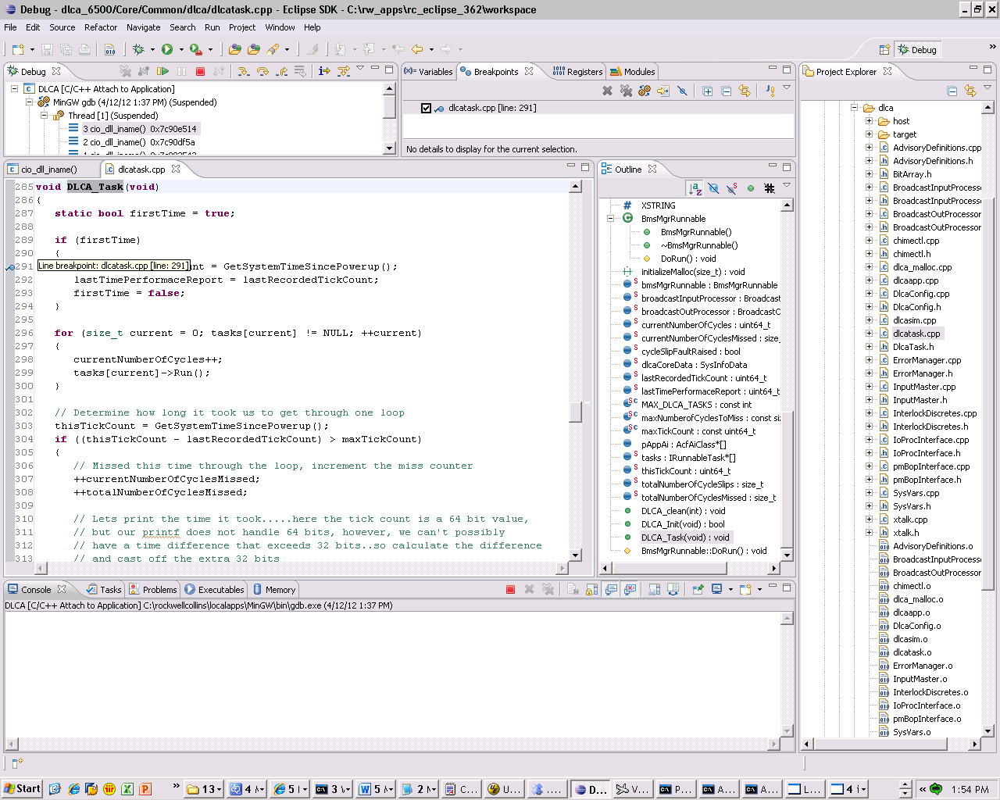 Debug - dlca_6500/Core/Common/dlca/dlcatask.cpp - Eclipse SDK - C:\rw_apps\rc_eclipse_362\workspace
File Edit Source Refactor Navigate Search Run Project Window Help
Debug
Debug
DLCA [C/C++ Attach to Application]
MinGW gdb (4/12/12 1:37 PM) (Suspended)
Thread [1] (Suspended)
3 cio_dll_iname() 0x7c90e514
2 cio_dll_iname() 0x7c90df5a
(x)= Variables Breakpoints 1010 0101 Registers Modules
dlcatask.cpp [line: 291]
No details to display for the current selection.
cio_dll_iname() dlcatask.cpp
285 void DLCA_Task(void)
286 {
287 static bool firstTime = true;
288
289 if (firstTime)
290 {
Line breakpoint: dlcatask.cpp [line: 291]
291 nt = GetSystemTimeSincePowerup();
292 lastTimePerformaceReport = lastRecordedTickCount;
293 firstTime = false;
294 }
295
296 for (size_t current = 0; tasks[current] != NULL; ++current)
297 {
298 currentNumberOfCycles++;
299 tasks[current]->Run();
300 }
301
302 // Determine how long it took us to get through one loop
303 thisTickCount = GetSystemTimeSincePowerup();
304 if ((thisTickCount - lastRecordedTickCount) > maxTickCount)
305 {
306 // Missed this time through the loop, increment the miss counter
307 ++currentNumberOfCyclesMissed;
308 ++totalNumberOfCyclesMissed;
309
310 // Lets print the time it took.....here the tick count is a 64 bit value,
311 // but our printf does not handle 64 bits, however, we can't possibly
312 // have a time difference that exceeds 32 bits..so calculate the difference
313 // and cast off the extra 32 bits
Outline
XSTRING
BmsMgrRunnable
BmsMgrRunnable()
~BmsMgrRunnable()
DoRun() : void
initializeMalloc(size_t) : void
bmsMgrRunnable : BmsMgrRunnable
broadcastInputProcessor : Broadcast
broadcastOutProcessor : BroadcastO
currentNumberOfCycles : uint64_t
currentNumberOfCyclesMissed : size_
cycleSlipFaultRaised : bool
dlcaCoreData : SysInfoData
lastRecordedTickCount : uint64_t
lastTimePerformaceReport : uint64_t
MAX_DLCA_TASKS : const int
maxNumberofCyclesToMiss : const si
maxTickCount : const uint64_t
pAppAi : AcfAiClass*[]
tasks : IRunnableTask*[]
thisTickCount : uint64_t
totalNumberOfCycleSlips : size_t
totalNumberOfCyclesMissed : size_t
DLCA_clean(int) : void
DLCA_Init(void) : bool
DLCA_Task(void) : void
BmsMgrRunnable::DoRun() : void
Project Explorer
dlca
host
target
AdvisoryDefinitions.cpp
AdvisoryDefinitions.h
BitArray.h
BroadcastInputProcesso
BroadcastInputProcesso
BroadcastOutProcessor
BroadcastOutProcessor
chimectl.cpp
chimectl.h
dlca_malloc.cpp
dlcaapp.cpp
DlcaConfig.cpp
DlcaConfig.h
dlcasim.cpp
dlcatask.cpp
DlcaTask.h
ErrorManager.cpp
ErrorManager.h
InputMaster.cpp
InputMaster.h
InterlockDiscretes.cpp
InterlockDiscretes.h
IoProcInterface.cpp
IoProcInterface.h
pmBopInterface.cpp
pmBopInterface.h
SysVars.cpp
SysVars.h
xtalk.cpp
xtalk.h
AdvisoryDefinitions.o
BroadcastInputProcesso
BroadcastOutProcessor
chimectl.o
dlca_malloc.o
dlcaapp.o
DlcaConfig.o
dlcasim.o
dlcatask.o
ErrorManager.o
InputMaster.o
InterlockDiscretes.o
IoProcInterface.o
pmBopInterface.o
SysVars.o
Console Tasks Problems Executables Memory
DLCA [C/C++ Attach to Application] C:\rockwellcollins\localapps\MinGW\bin\gdb.exe (4/12/12 1:37 PM)
Start 13 4 5 I 3 5 2 C... U... .... D... V... P... A... A... L... 4 i 1:54 PM